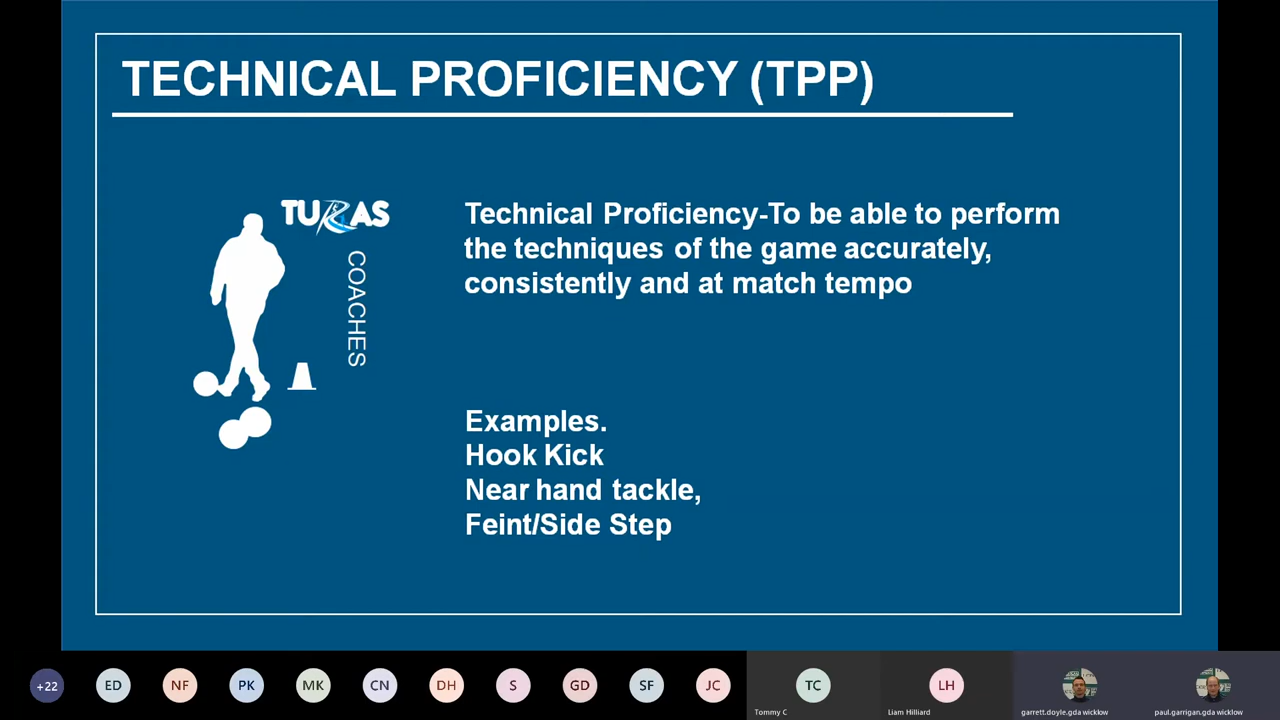 TECHNICAL PROFICIENCY (TPP)
TURAS
COACHES
Technical Proficiency-To be able to perform
the techniques of the game accurately,
consistently and at match tempo
Examples.
Hook Kick
Near hand tackle,
Feint/Side Step
+22
ED
NF
PK
MK
CN
DH
S
GD
SF
JC
TC
LH
Tommy C
Liam Hilliard
garrett.doyle.gda wicklow
paul.garrigan.gda wicklow